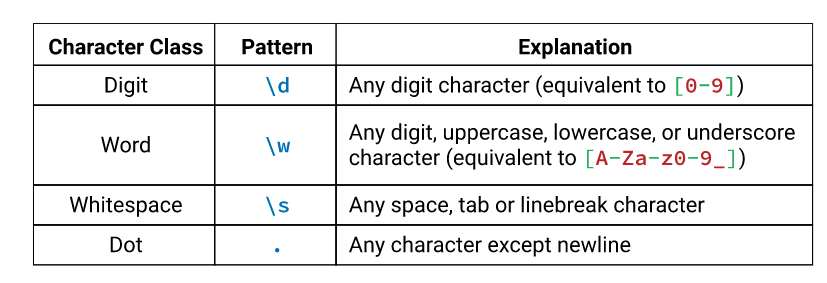 Character Class Pattern Explanation
Digit \d Any digit character (equivalent to [0-9])
Word \w Any digit, uppercase, lowercase, or underscore
character (equivalent to [A-Za-z0-9_])
Whitespace \s Any space, tab or linebreak character
Dot . Any character except newline